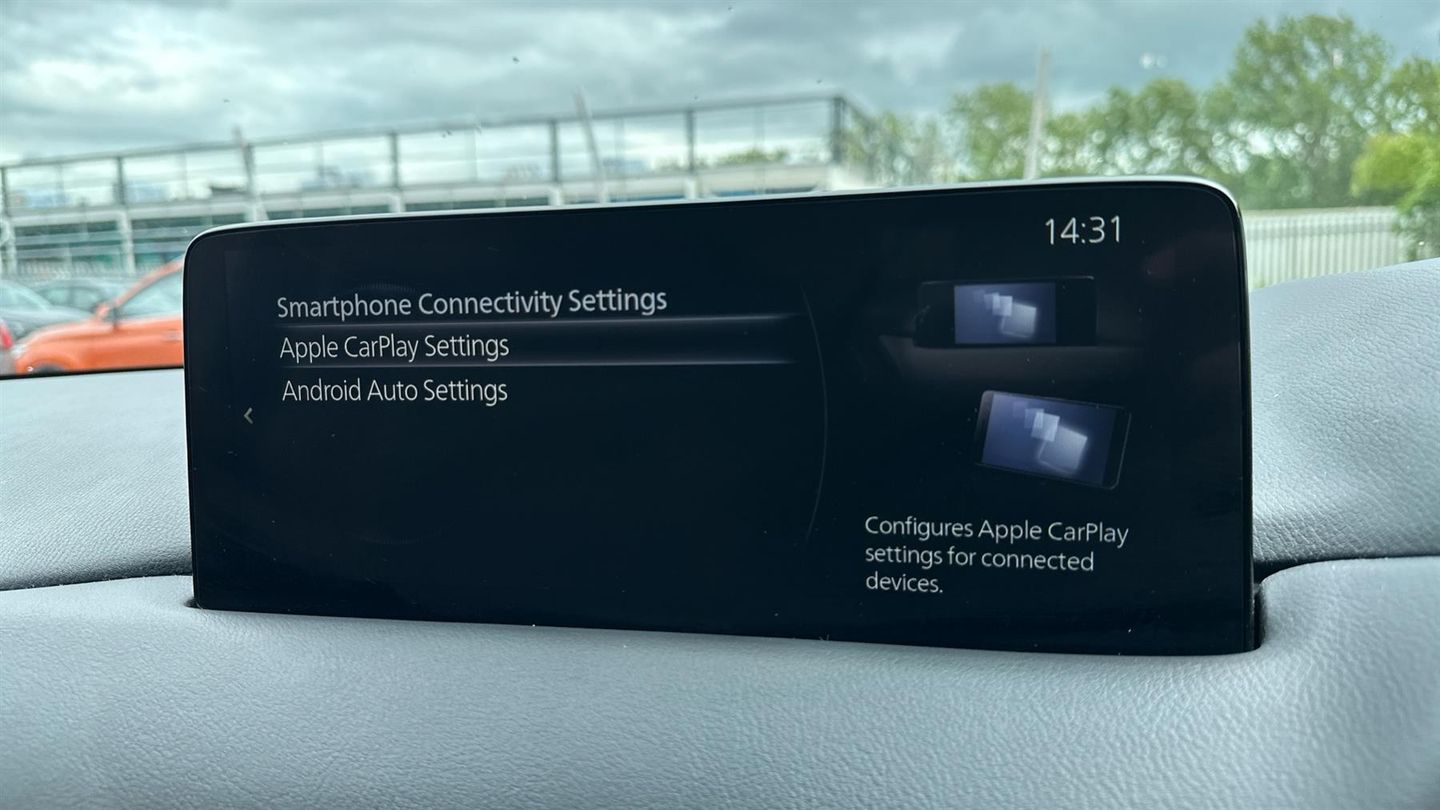 14:31
Smartphone Connectivity Settings
Apple CarPlay Settings
Android Auto Settings
Configures Apple CarPlay
settings for connected
devices.